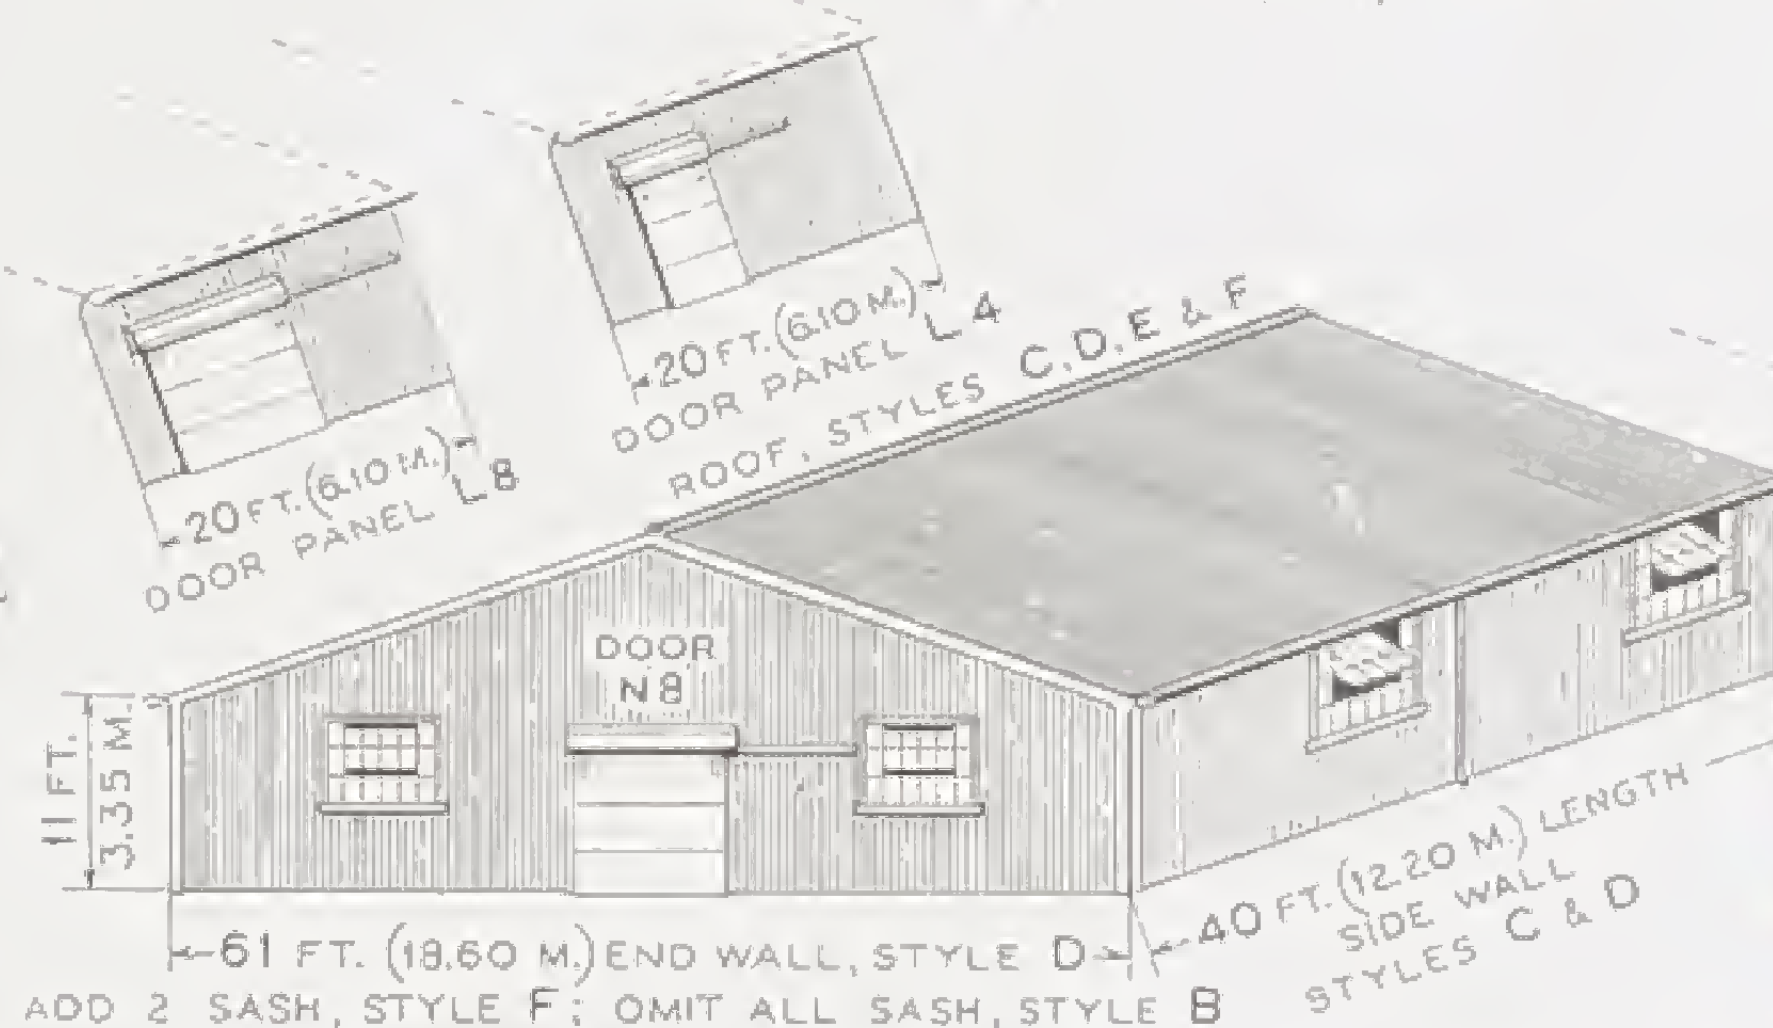 20 FT. (6.10 M.)
DOOR PANEL L 4
20 FT. (6.10 M.)
DOOR PANEL L 8
ROOF, STYLES C, D, E & F
DOOR
N8
11 FT.
3.35 M.
61 FT. (18.60 M.) END WALL, STYLE D
ADD 2 SASH, STYLE F; OMIT ALL SASH, STYLE B
40 FT. (12.20 M.) LENGTH
SIDE WALL
STYLES C & D